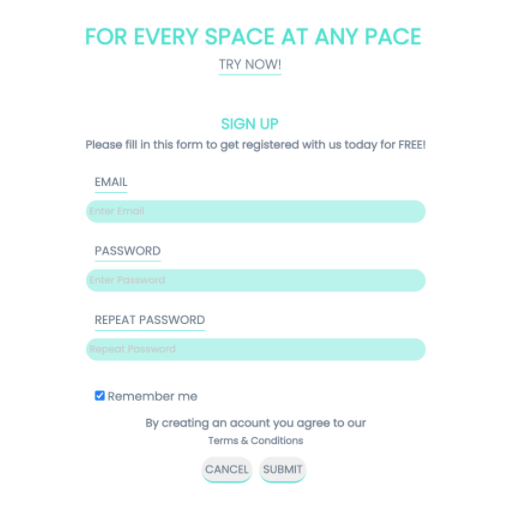 FOR EVERY SPACE AT ANY PACE
TRY NOW!
SIGN UP
Please fill in this form to get registered with us today for FREE!
EMAIL
Enter Email
PASSWORD
Enter Password
REPEAT PASSWORD
Repeat Password
Remember me
By creating an acount you agree to our
Terms & Conditions
CANCEL SUBMIT